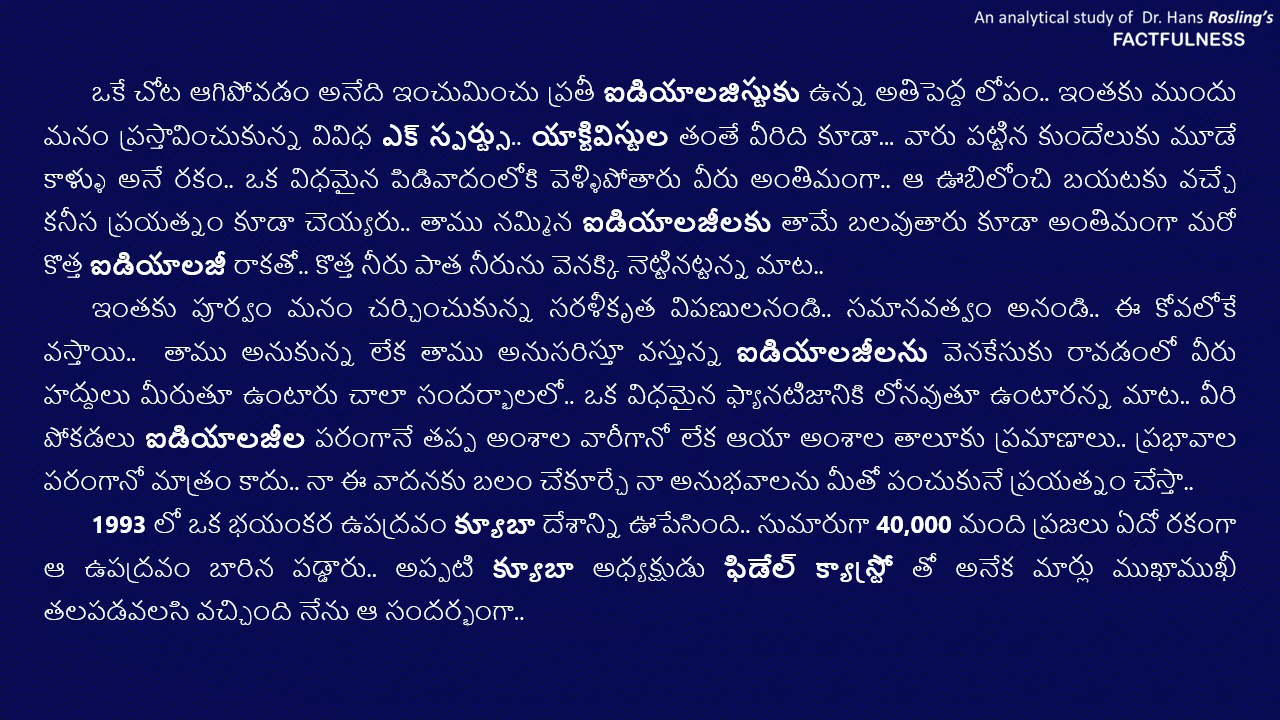 An analytical study of Dr. Hans Rosling's
FACTFULNESS
ఒకే చోట ఆగిపోవడం అనేది ఇంచుమించు ప్రతీ ఐడియాలజిస్టుకు ఉన్న అతిపెద్ద లోపం.. ఇంతకు ముందు
మనం ప్రస్తావించుకున్న వివిధ ఎక్ స్పర్ట్సు.. యాక్టివిస్టుల తంతే వీరిది కూడా... వారు పట్టిన కుందేలుకు మూడే
కాళ్ళు అనే రకం.. ఒక విధమైన పిడివాదంలోకి వెళ్ళిపోతారు వీరు అంతిమంగా.. ఆ ఊబిలోంచి బయటకు వచ్చే
కనీస ప్రయత్నం కూడా చెయ్యరు.. తాము నమ్మిన ఐడియాలజీలకు తామే బలవుతారు కూడా అంతిమంగా మరో
కొత్త ఐడియాలజీ రాకతో.. కొత్త నీరు పాత నీరును వెనక్కి నెట్టినట్టన్న మాట..
ఇంతకు పూర్వం మనం చర్చించుకున్న సరళీకృత విపణులనండి.. సమానవత్వం అనండి.. ఈ కోవలోకే
వస్తాయి.. తాము అనుకున్న లేక తాము అనుసరిస్తూ వస్తున్న ఐడియాలజీలను వెనకేసుకు రావడంలో వీరు
హద్దులు మీరుతూ ఉంటారు చాలా సందర్భాలలో.. ఒక విధమైన ఫ్యానటిజానికి లోనవుతూ ఉంటారన్న మాట.. వీరి
పోకడలు ఐడియాలజీల పరంగానే తప్ప అంశాల వారీగానో లేక ఆయా అంశాల తాలూకు ప్రమాణాలు.. ప్రభావాల
పరంగానో మాత్రం కాదు.. నా ఈ వాదనకు బలం చేకూర్చే నా అనుభవాలను మీతో పంచుకునే ప్రయత్నం చేస్తా..
1993 లో ఒక భయంకర ఉపద్రవం క్యూబా దేశాన్ని ఊపేసింది.. సుమారుగా 40,000 మంది ప్రజలు ఏదో రకంగా
ఆ ఉపద్రవం బారిన పడ్డారు.. అప్పటి క్యూబా అధ్యక్షుడు ఫిడేల్ క్యాస్ట్రో తో అనేక మార్లు ముఖాముఖీ
తలపడవలసి వచ్చింది నేను ఆ సందర్భంగా..